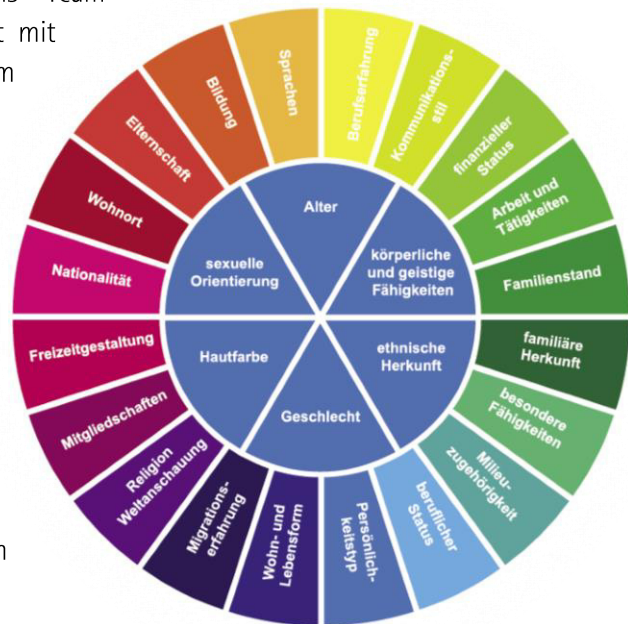 t mit
m
Sprachen
Berufserfahrung
Kommunikations-
stil
finanzieller
Status
Arbeit und
Tätigkeiten
Familienstand
familiäre
Herkunft
besondere
Fähigkeiten
Milieu-
zugehörigkeit
beruflicher
Status
Persönlich-
keitstyp
Wohn- und
Lebensform
Migrations-
erfahrung
Religion
Weltanschauung
Mitgliedschaften
Freizeitgestaltung
Nationalität
Wohnort
Elternschaft
Bildung
Alter
körperliche
und geistige
Fähigkeiten
ethnische
Herkunft
Geschlecht
Hautfarbe
sexuelle
Orientierung